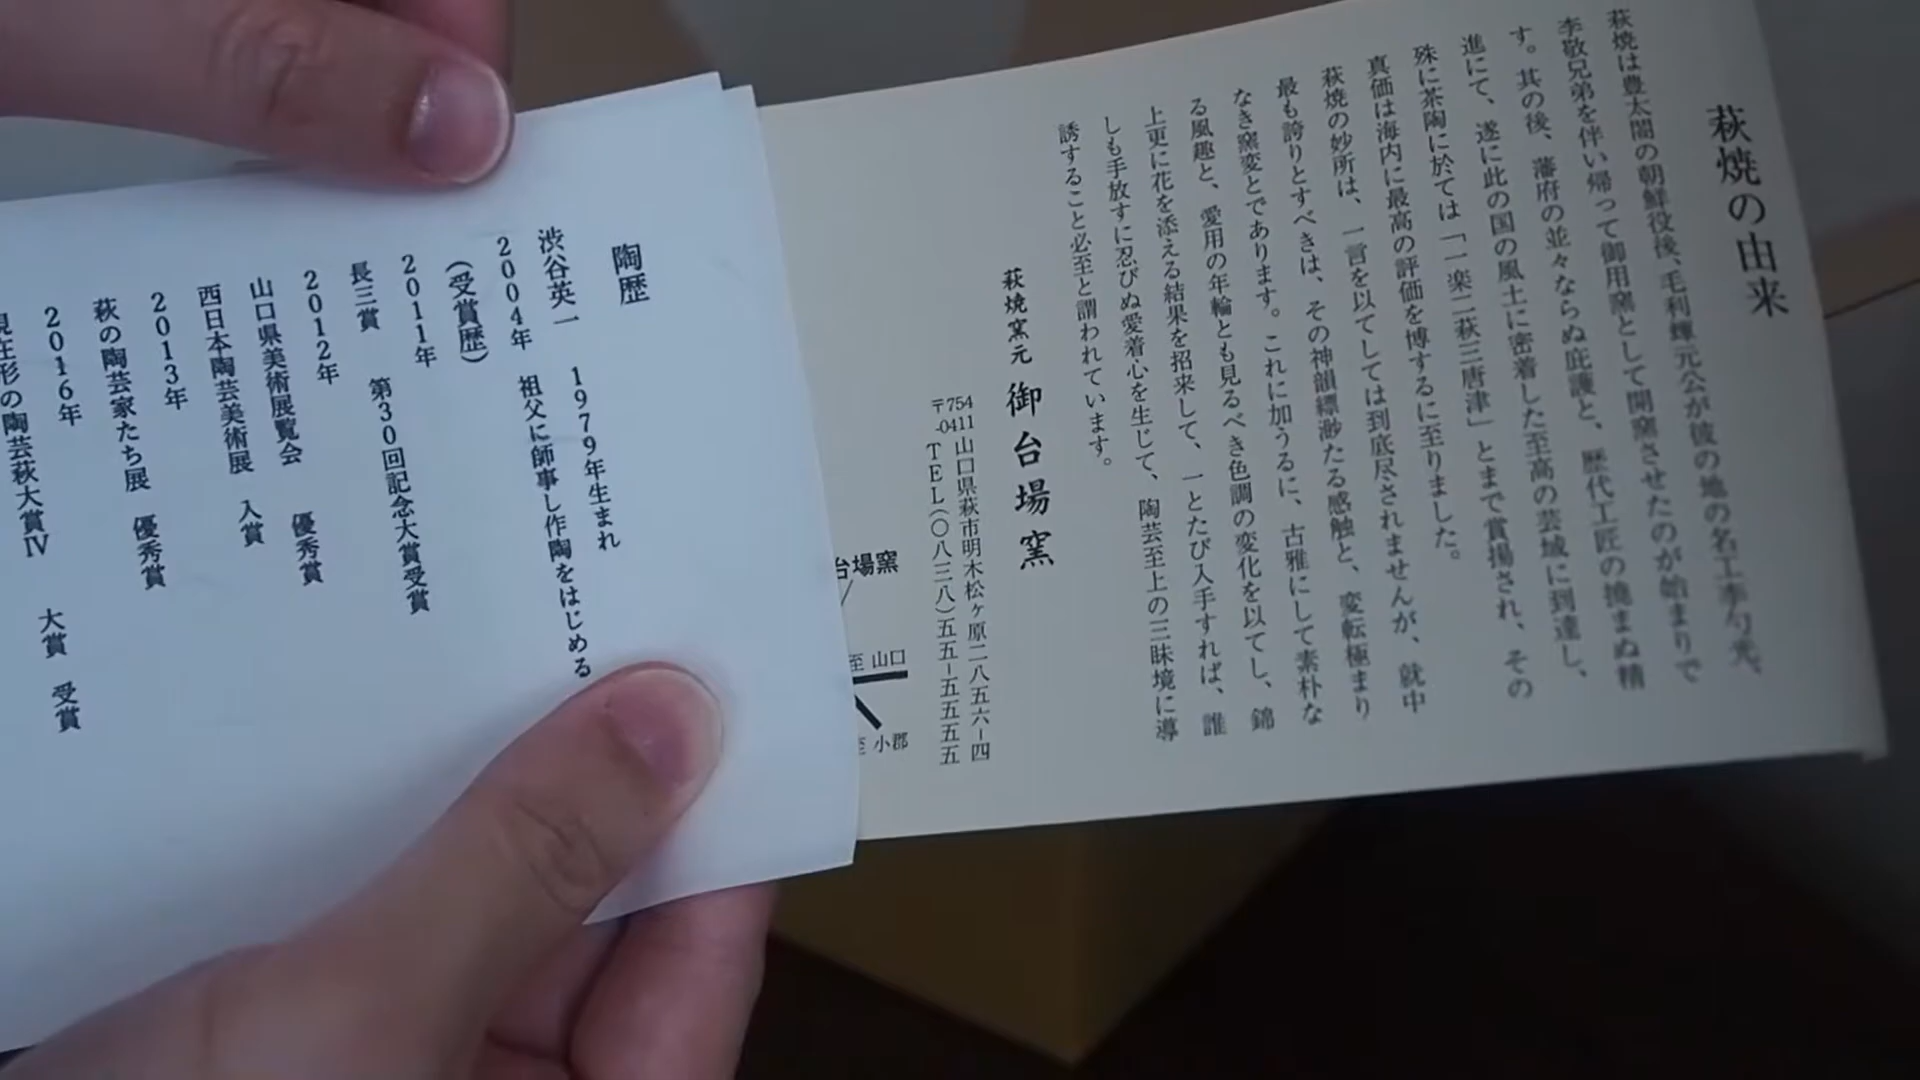 萩焼の由来
萩焼は豊太閤の朝鮮役後、毛利輝元公が彼の地の名工李勺光、
李敬兄弟を伴い帰って御用窯として開窯させたのが始まりで
す。其の後、藩府の並々ならぬ庇護と、歴代工匠の撓まぬ精
進にて、遂に此の国の風土に密着した至高の芸域に到達し、
殊に茶陶に於ては「一楽二萩三唐津」とまで賞揚され、その
真価は海内に最高の評価を博するに至りました。
萩焼の妙所は、一言を以てしては到底尽されませんが、就中
最も誇りとすべきは、その神韻縹渺たる感触と、変転極まり
なき窯変とであります。これに加うるに、古雅にして素朴な
る風趣と、愛用の年輪とも見るべき色調の変化を以てし、錦
上更に花を添える結果を招来して、一とたび入手すれば、誰
しも手放すに忍びぬ愛着心を生じて、陶芸至上の三昧境に導
誘すること必至と謂われています。
萩焼窯元 御台場窯
〒754-0411 山口県萩市明木松ヶ原二八五六−四
TEL(〇八三八)五五−五五五五
台場窯
至 山口
至 小郡
陶歴
渋谷英一 1979年生まれ
2004年 祖父に師事し作陶をはじめる
(受賞歴)
2011年
長三賞 第30回記念大賞受賞
2012年
山口県美術展覧会 優秀賞
西日本陶芸美術展 入賞
2013年
萩の陶芸家たち展 優秀賞
2016年
現在形の陶芸萩大賞Ⅳ 大賞 受賞